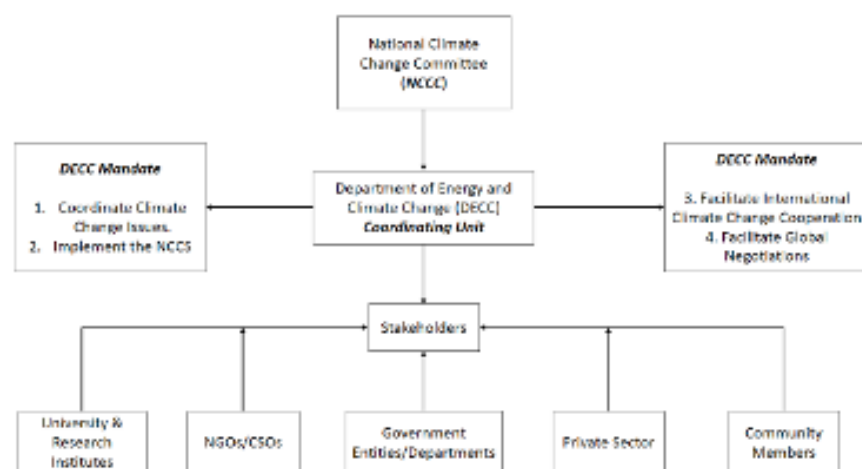 National Climate
Change Committee
(NCCC)
DECC Mandate
1. Coordinate Climate
Change Issues.
2. Implement the NCCS
Department of Energy and
Climate Change (DECC)
Coordinating Unit
DECC Mandate
3. Facilitate International
Climate Change Cooperation
4. Facilitate Global
Negotiations
Stakeholders
University &
Research
Institutes
NGOs/CSOs
Government
Entities/Departments
Private Sector
Community
Members